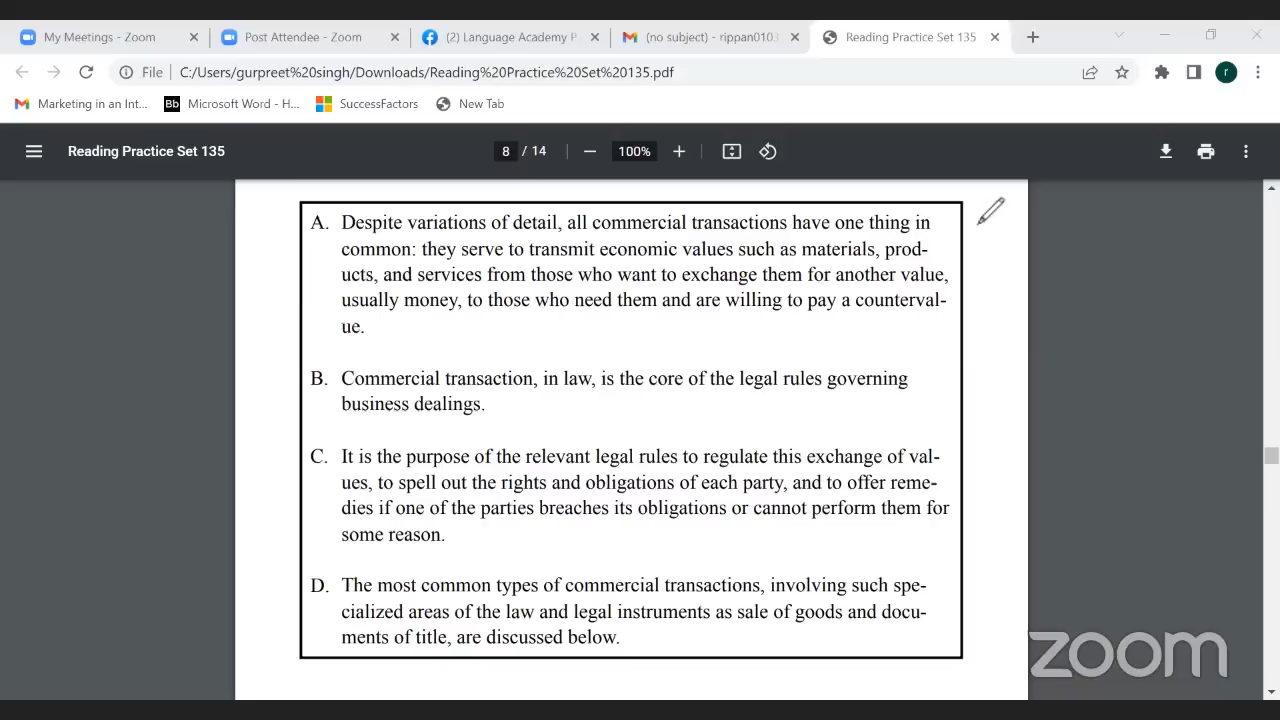 My Meetings - Zoom
Post Attendee - Zoom
(2) Language Academy P
(no subject) - rippan010
Reading Practice Set 135
File
C:/Users/gurpreet%20singh/Downloads/Reading%20Practice%20Set%20135.pdf
r
Marketing in an Int...
Bb
Microsoft Word - H...
SuccessFactors
New Tab
Reading Practice Set 135
8 / 14
100%
A. Despite variations of detail, all commercial transactions have one thing in
common: they serve to transmit economic values such as materials, prod-
ucts, and services from those who want to exchange them for another value,
usually money, to those who need them and are willing to pay a counterval-
ue.
B. Commercial transaction, in law, is the core of the legal rules governing
business dealings.
C. It is the purpose of the relevant legal rules to regulate this exchange of val-
ues, to spell out the rights and obligations of each party, and to offer reme-
dies if one of the parties breaches its obligations or cannot perform them for
some reason.
D. The most common types of commercial transactions, involving such spe-
cialized areas of the law and legal instruments as sale of goods and docu-
ments of title, are discussed below.
zoom